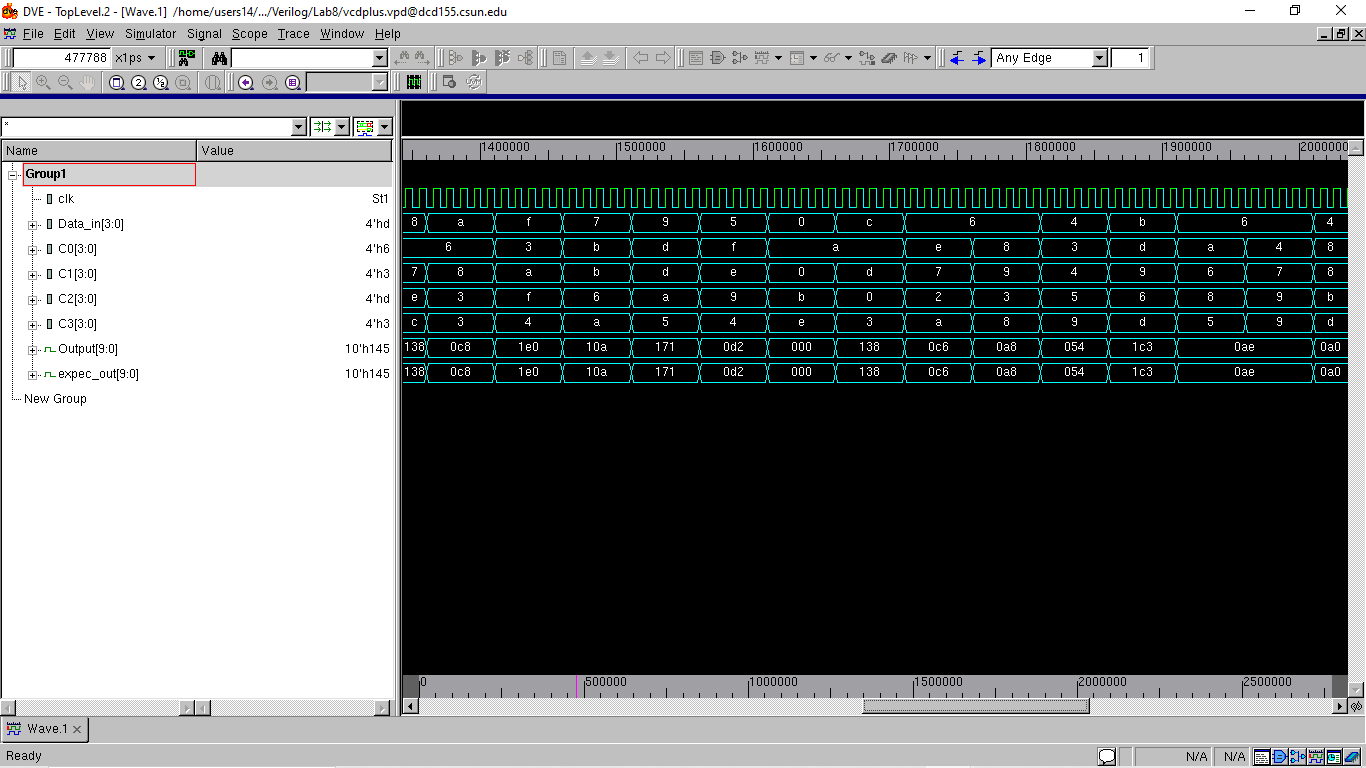 DVE - TopLevel.2 - [Wave.1] /home/users14/.../Verilog/Lab8/vcdplus.vpd@dcd155.csun.edu
File Edit View Simulator Signal Scope Trace Window Help
477788 x1ps Any Edge 1
*
Name Value 1400000 1500000 1600000 1700000 1800000 1900000 2000000
Group1
clk St1
Data_in[3:0] 4'hd 8 a f 7 9 5 0 c 6 4 b 6 4
C0[3:0] 4'h6 6 3 b d f a e 8 3 d a 4 8
C1[3:0] 4'h3 7 8 a b d e 0 d 7 9 4 9 6 7 8
C2[3:0] 4'hd e 3 f 6 a 9 b 0 2 3 5 6 8 9 b
C3[3:0] 4'h3 c 3 4 a 5 4 e 3 a 8 9 d 5 9 d
Output[9:0] 10'h145 138 0c8 1e0 10a 171 0d2 000 138 0c6 0a8 054 1c3 0ae 0a0
expec_out[9:0] 10'h145 138 0c8 1e0 10a 171 0d2 000 138 0c6 0a8 054 1c3 0ae 0a0
New Group
0 500000 1000000 1500000 2000000 2500000
Wave.1
Ready N/A N/A